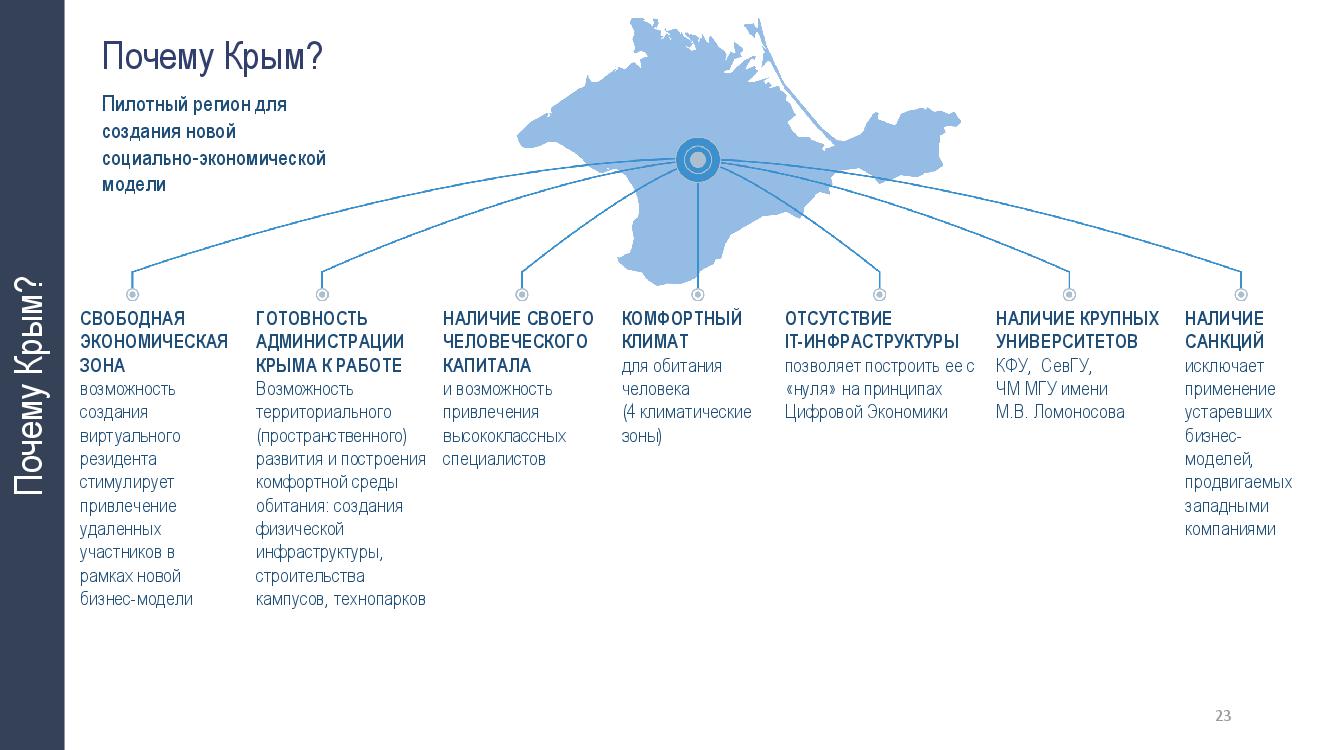 Почему Крым?
Почему Крым?
Пилотный регион для
создания новой
социально-экономической
модели
СВОБОДНАЯ
ЭКОНОМИЧЕСКАЯ
ЗОНА
возможность
создания
виртуального
резидента
стимулирует
привлечение
удаленных
участников в
рамках новой
бизнес-модели
ГОТОВНОСТЬ
АДМИНИСТРАЦИИ
КРЫМА К РАБОТЕ
Возможность
территориального
(пространственного)
развития и построения
комфортной среды
обитания: создания
физической
инфраструктуры,
строительства
кампусов, технопарков
НАЛИЧИЕ СВОЕГО
ЧЕЛОВЕЧЕСКОГО
КАПИТАЛА
и возможность
привлечения
высококлассных
специалистов
КОМФОРТНЫЙ
КЛИМАТ
для обитания
человека
(4 климатические
зоны)
ОТСУТСТВИЕ
IT-ИНФРАСТРУКТУРЫ
позволяет построить ее с
«нуля» на принципах
Цифровой Экономики
НАЛИЧИЕ КРУПНЫХ
УНИВЕРСИТЕТОВ
КФУ, СевГУ,
ЧМ МГУ имени
М.В. Ломоносова
НАЛИЧИЕ
САНКЦИЙ
исключает
применение
устаревших
бизнес-
моделей,
продвигаемых
западными
компаниями
23